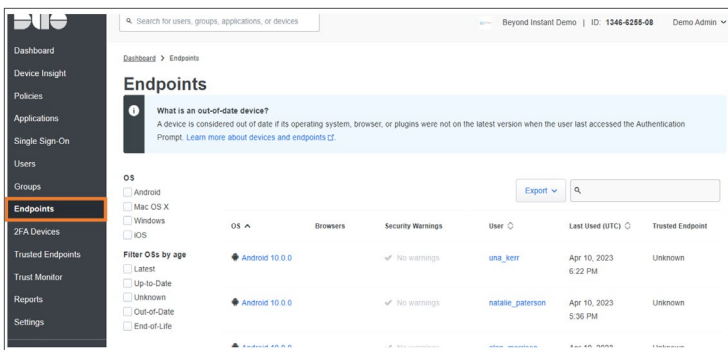 Search for users, groups, applications, or devices
Beyond Instant Demo | ID: 1346-6255-08 Demo Admin
Dashboard
Device Insight
Policies
Applications
Single Sign-On
Users
Groups
Endpoints
2FA Devices
Trusted Endpoints
Trust Monitor
Reports
Settings
Dashboard > Endpoints
Endpoints
What is an out-of-date device?
A device is considered out of date if its operating system, browser, or plugins were not on the latest version when the user last accessed the Authentication
Prompt. Learn more about devices and endpoints
OS
Android
Mac OS X
Windows
iOS
Filter OSs by age
Latest
Up-to-Date
Unknown
Out-of-Date
End-of-Life
Export
OS Browsers Security Warnings User Last Used (UTC) Trusted Endpoint
Android 10.0.0 No warnings una_kerr Apr 10, 2023 Unknown
6:22 PM
Android 10.0.0 No warnings natalie_paterson Apr 10, 2023 Unknown
5:36 PM